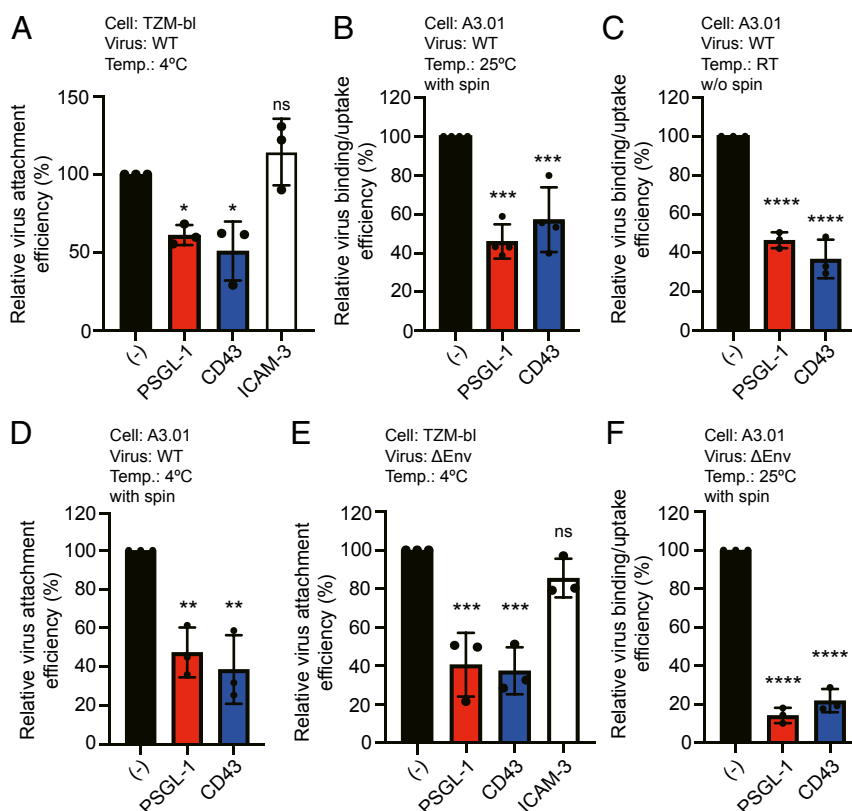 A
Cell: TZM-bl
Virus: WT
Temp.: 4ºC
Relative virus attachment
efficiency (%)
150
100
50
0
*
*
ns
(-)
PSGL-1
CD43
ICAM-3
B
Cell: A3.01
Virus: WT
Temp.: 25ºC
with spin
Relative virus binding/uptake
efficiency (%)
120
100
80
60
40
20
0
***
***
(-)
PSGL-1
CD43
C
Cell: A3.01
Virus: WT
Temp.: RT
w/o spin
Relative virus binding/uptake
efficiency (%)
120
100
80
60
40
20
0
****
****
(-)
PSGL-1
CD43
D
Cell: A3.01
Virus: WT
Temp.: 4ºC
with spin
Relative virus attachment
efficiency (%)
120
100
80
60
40
20
0
**
**
(-)
PSGL-1
CD43
E
Cell: TZM-bl
Virus: ΔEnv
Temp.: 4ºC
Relative virus attachment
efficiency (%)
120
100
80
60
40
20
0
***
***
ns
(-)
PSGL-1
CD43
ICAM-3
F
Cell: A3.01
Virus: ΔEnv
Temp.: 25ºC
with spin
Relative virus binding/uptake
efficiency (%)
120
100
80
60
40
20
0
****
****
(-)
PSGL-1
CD43